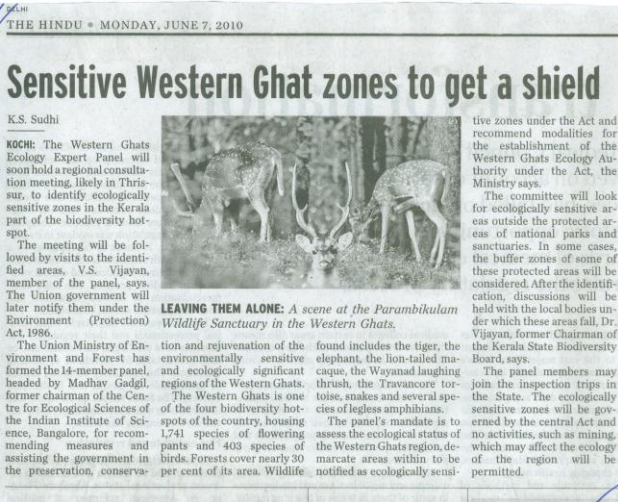 DELHI
THE HINDU • MONDAY, JUNE 7, 2010
Sensitive Western Ghat zones to get a shield
K.S. Sudhi
KOCHI: The Western Ghats
Ecology Expert Panel will
soon hold a regional consulta-
tion meeting, likely in Thris-
sur, to identify ecologically
sensitive zones in the Kerala
part of the biodiversity hot-
spot.
The meeting will be fol-
lowed by visits to the identi-
fied areas, V.S. Vijayan,
member of the panel, says.
The Union government will
later notify them under the
Environment (Protection)
Act, 1986.
The Union Ministry of En-
vironment and Forest has
formed the 14-member panel,
headed by Madhav Gadgil,
former chairman of the Cen-
tre for Ecological Sciences of
the Indian Institute of Sci-
ence, Bangalore, for recom-
mending measures and
assisting the government in
the preservation, conserva-
LEAVING THEM ALONE: A scene at the Parambikulam
Wildlife Sanctuary in the Western Ghats.
tion and rejuvenation of the
environmentally sensitive
and ecologically significant
regions of the Western Ghats.
The Western Ghats is one
of the four biodiversity hot-
spots of the country, housing
1,741 species of flowering
pants and 403 species of
birds. Forests cover nearly 30
per cent of its area. Wildlife
found includes the tiger, the
elephant, the lion-tailed ma-
caque, the Wayanad laughing
thrush, the Travancore tor-
toise, snakes and several spe-
cies of legless amphibians.
The panel's mandate is to
assess the ecological status of
the Western Ghats region, de-
marcate areas within to be
notified as ecologically sensi-
tive zones under the Act and
recommend modalities for
the establishment of the
Western Ghats Ecology Au-
thority under the Act, the
Ministry says.
The committee will look
for ecologically sensitive ar-
eas outside the protected ar-
eas of national parks and
sanctuaries. In some cases,
the buffer zones of some of
these protected areas will be
considered. After the identifi-
cation, discussions will be
held with the local bodies un-
der which these areas fall, Dr.
Vijayan, former Chairman of
the Kerala State Biodiversity
Board, says.
The panel members may
join the inspection trips in
the State. The ecologically
sensitive zones will be gov-
erned by the central Act and
no activities, such as mining,
which may affect the ecology
of the region will be
permitted.